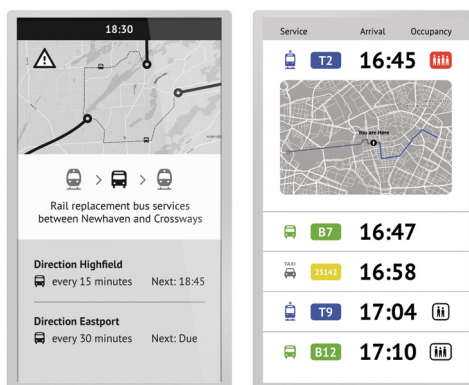 18:30
Rail replacement bus services
between Newhaven and Crossways
Direction Highfield
every 15 minutes Next: 18:45
Direction Eastport
every 30 minutes Next: Due
Service Arrival Occupancy
T2 16:45
You are Here
B7 16:47
TAXI
23142 16:58
T9 17:04
B12 17:10